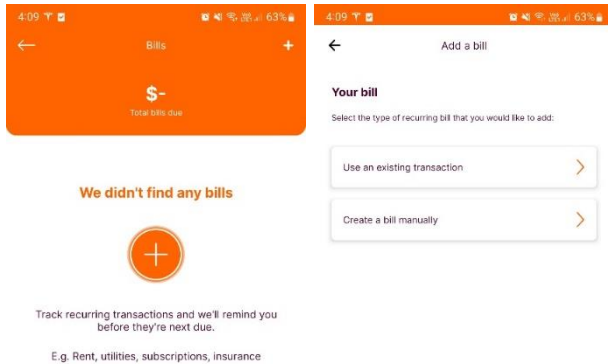 4:09
63%
Bills
+
$-
Total bills due
We didn't find any bills
Track recurring transactions and we'll remind you
before they're next due.
E.g. Rent, utilities, subscriptions, insurance
4:09
63%
Add a bill
Your bill
Select the type of recurring bill that you would like to add:
Use an existing transaction
Create a bill manually